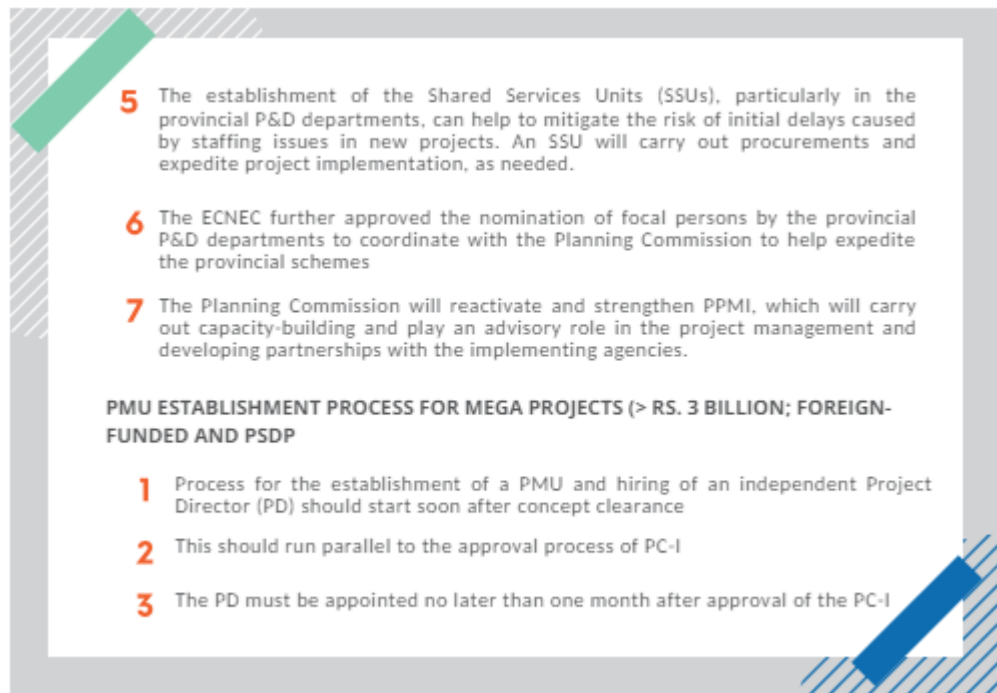 5 The establishment of the Shared Services Units (SSUs), particularly in the
provincial P&D departments, can help to mitigate the risk of initial delays caused
by staffing issues in new projects. An SSU will carry out procurements and
expedite project implementation, as needed.
6 The ECNEC further approved the nomination of focal persons by the provincial
P&D departments to coordinate with the Planning Commission to help expedite
the provincial schemes
7 The Planning Commission will reactivate and strengthen PPMI, which will carry
out capacity-building and play an advisory role in the project management and
developing partnerships with the implementing agencies.
PMU ESTABLISHMENT PROCESS FOR MEGA PROJECTS (> RS. 3 BILLION; FOREIGN-
FUNDED AND PSDP
1 Process for the establishment of a PMU and hiring of an independent Project
Director (PD) should start soon after concept clearance
2 This should run parallel to the approval process of PC-I
3 The PD must be appointed no later than one month after approval of the PC-I